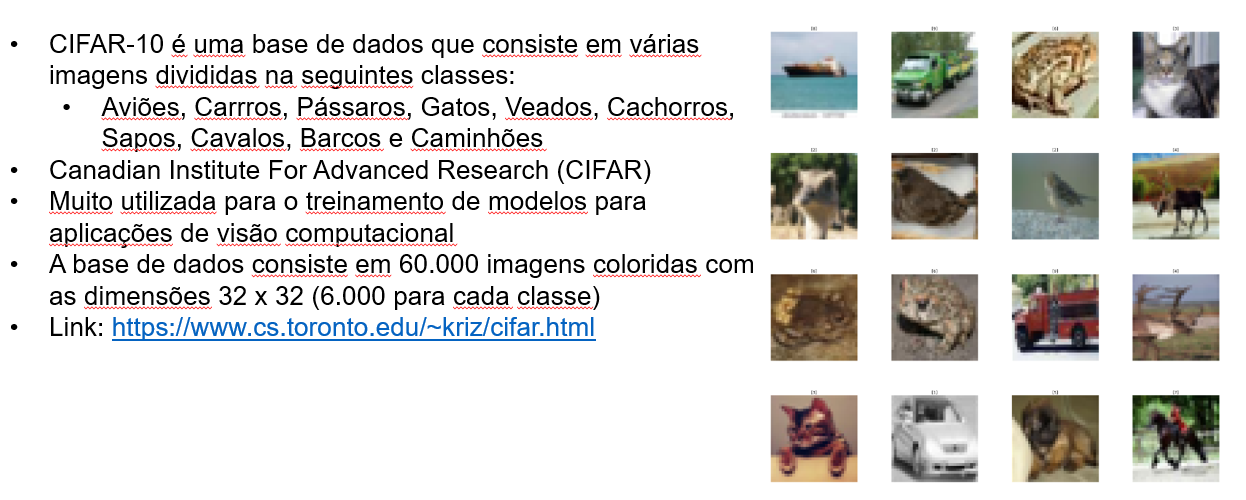 • CIFAR-10 é uma base de dados que consiste em várias
imagens divididas na seguintes classes:
• Aviões, Carrros, Pássaros, Gatos, Veados, Cachorros,
Sapos, Cavalos, Barcos e Caminhões
• Canadian Institute For Advanced Research (CIFAR)
• Muito utilizada para o treinamento de modelos para
aplicações de visão computacional
• A base de dados consiste em 60.000 imagens coloridas com
as dimensões 32 x 32 (6.000 para cada classe)
• Link: https://www.cs.toronto.edu/~kriz/cifar.html